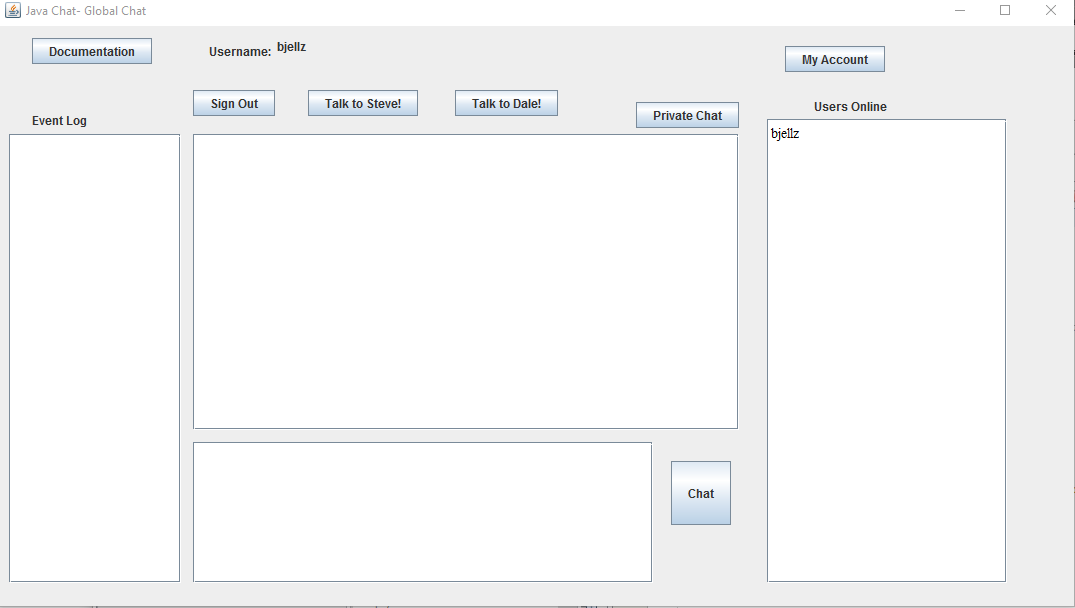 Java Chat- Global Chat
Documentation
Username: bjellz
My Account
Sign Out
Talk to Steve!
Talk to Dale!
Private Chat
Users Online
Event Log
bjellz
Chat